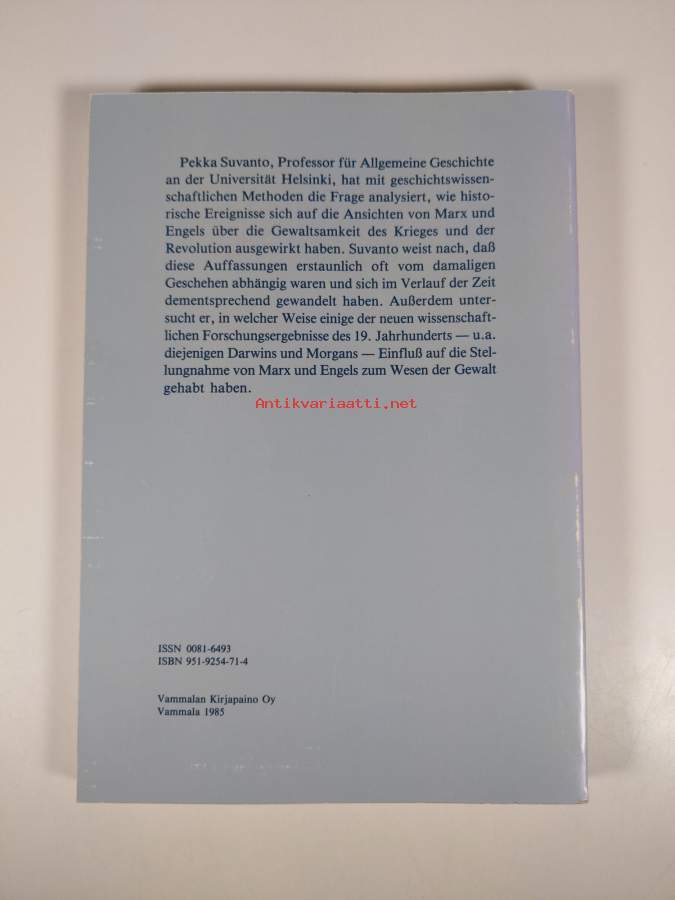 Pekka Suvanto, Professor für Allgemeine Geschichte
an der Universität Helsinki, hat mit geschichtswissen-
schaftlichen Methoden die Frage analysiert, wie histo-
rische Ereignisse sich auf die Ansichten von Marx und
Engels über die Gewaltsamkeit des Krieges und der
Revolution ausgewirkt haben. Suvanto weist nach, daß
diese Auffassungen erstaunlich oft vom damaligen
Geschehen abhängig waren und sich im Verlauf der Zeit
dementsprechend gewandelt haben. Außerdem unter-
sucht er, in welcher Weise einige der neuen wissenschaft-
lichen Forschungsergebnisse des 19. Jahrhunderts — u.a.
diejenigen Darwins und Morgans — Einfluß auf die Stel-
lungnahme von Marx und Engels zum Wesen der Gewalt
gehabt haben.
Antikvariaatti.net
ISSN 0081-6493
ISBN 951-9254-71-4
Vammalan Kirjapaino Oy
Vammala 1985